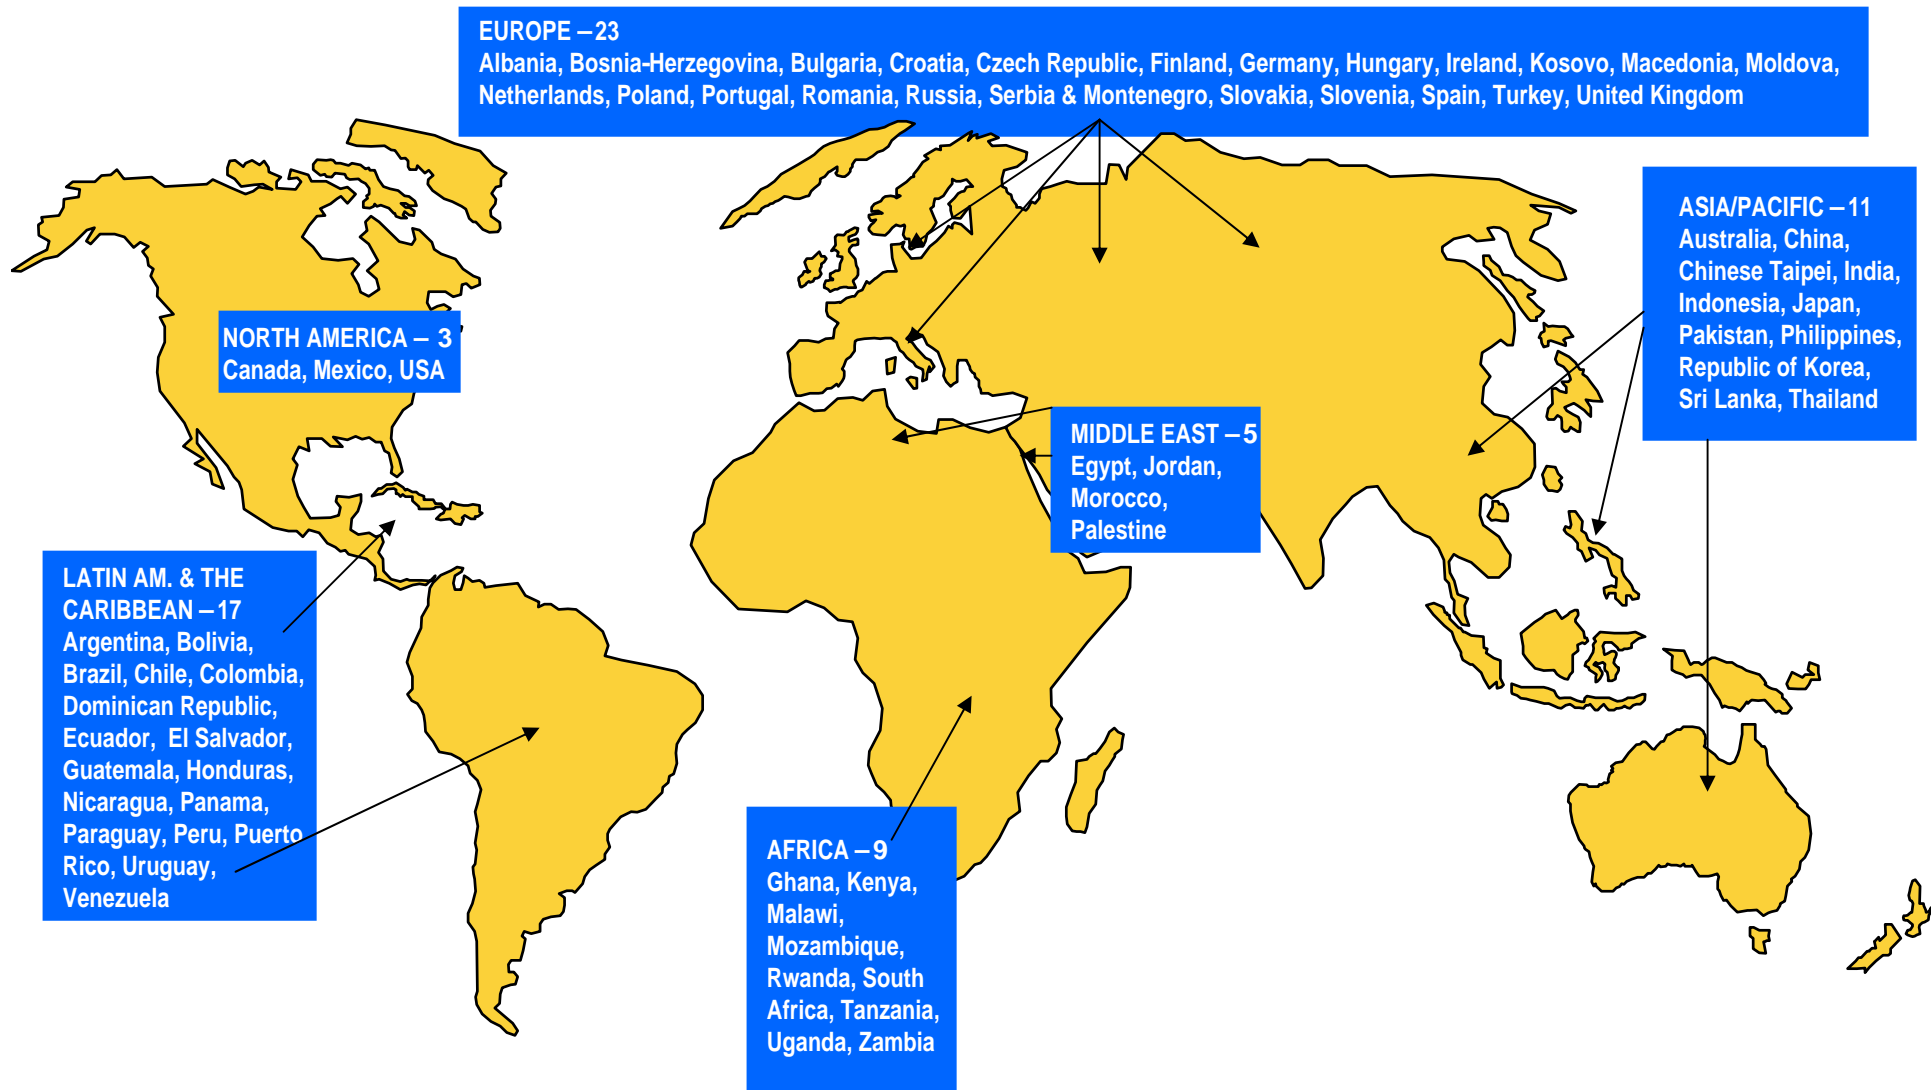 EUROPE – 23
Albania, Bosnia-Herzegovina, Bulgaria, Croatia, Czech Republic, Finland, Germany, Hungary, Ireland, Kosovo, Macedonia, Moldova,
Netherlands, Poland, Portugal, Romania, Russia, Serbia & Montenegro, Slovakia, Slovenia, Spain, Turkey, United Kingdom
ASIA/PACIFIC – 11
Australia, China,
Chinese Taipei, India,
Indonesia, Japan,
Pakistan, Philippines,
Republic of Korea,
Sri Lanka, Thailand
NORTH AMERICA – 3
Canada, Mexico, USA
MIDDLE EAST – 5
Egypt, Jordan,
Morocco,
Palestine
LATIN AM. & THE
CARIBBEAN – 17
Argentina, Bolivia,
Brazil, Chile, Colombia,
Dominican Republic,
Ecuador, El Salvador,
Guatemala, Honduras,
Nicaragua, Panama,
Paraguay, Peru, Puerto
Rico, Uruguay,
Venezuela
AFRICA – 9
Ghana, Kenya,
Malawi,
Mozambique,
Rwanda, South
Africa, Tanzania,
Uganda, Zambia